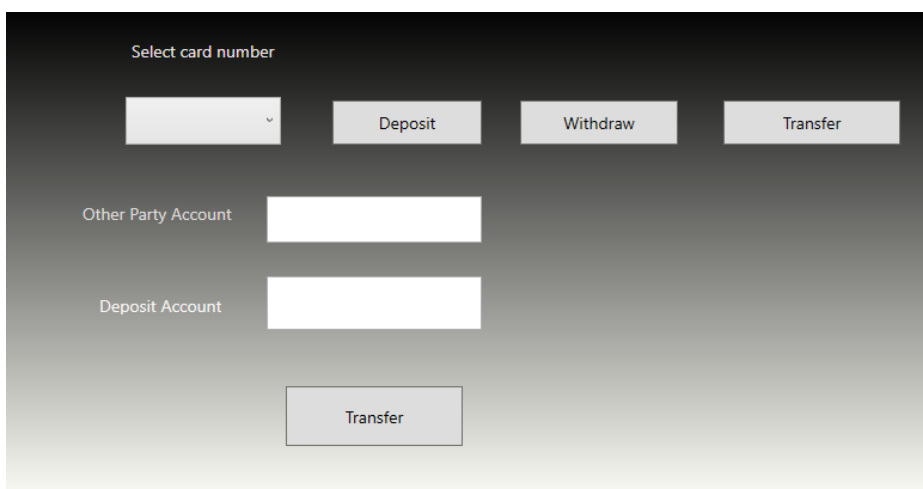 Select card number
Deposit Withdraw Transfer
Other Party Account
Deposit Account
Transfer